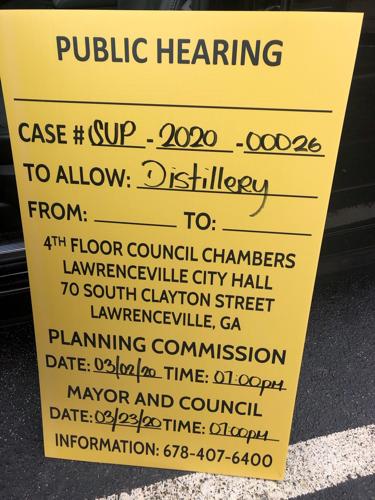 PUBLIC HEARING
CASE # SUP - 2020 - 00026
TO ALLOW: Distillery
FROM: ________ TO: ________
4TH FLOOR COUNCIL CHAMBERS
LAWRENCEVILLE CITY HALL
70 SOUTH CLAYTON STREET
LAWRENCEVILLE, GA
PLANNING COMMISSION
DATE: 03/02/20 TIME: 07:00pM
MAYOR AND COUNCIL
DATE: 03/23/20 TIME: 07:00pM
INFORMATION: 678-407-6400